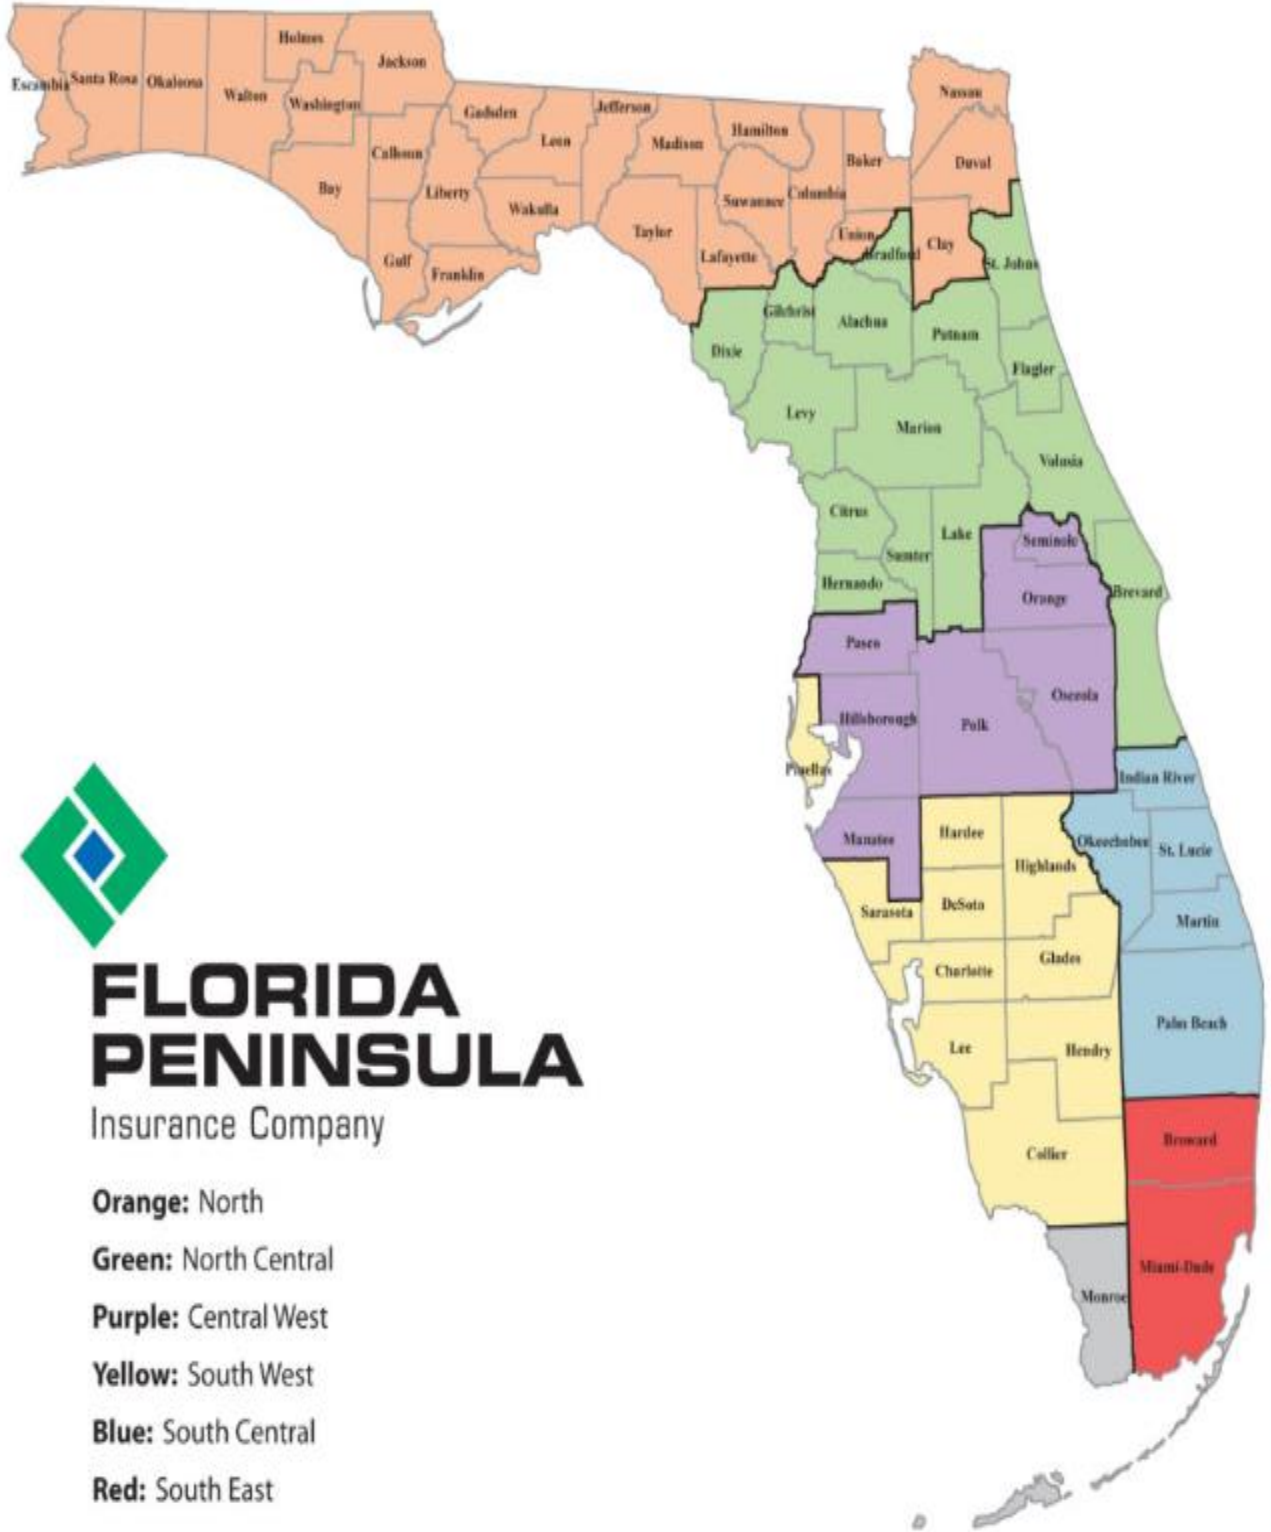 Holmes
Jackson
Escambia
Santa Rosa
Okaloosa
Walton
Washington
Nassau
Gadsden
Jefferson
Leon
Madison
Hamilton
Calhoun
Baker
Duval
Bay
Liberty
Wakulla
Suwannee
Columbia
Taylor
Union
Bradford
Clay
Lafayette
Gulf
Franklin
St. Johns
Gilchrist
Alachua
Putnam
Dixie
Flagler
Levy
Marion
Volusia
Citrus
Lake
Seminole
Sumter
Hernando
Orange
Brevard
Pasco
Osceola
Hillsborough
Polk
Pinellas
Indian River
Manatee
Hardee
Okeechobee
St. Lucie
Highlands
Sarasota
DeSoto
Martin
Charlotte
Glades
Palm Beach
Lee
Hendry
Broward
Collier
Miami-Dade
Monroe
FLORIDA
PENINSULA
Insurance Company
Orange: North
Green: North Central
Purple: Central West
Yellow: South West
Blue: South Central
Red: South East